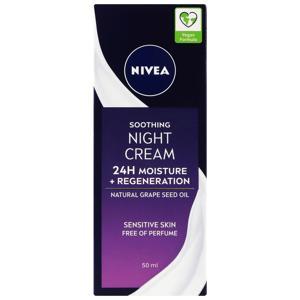 Vegan Formula
NIVEA
SOOTHING
NIGHT
CREAM
24H MOISTURE
+ REGENERATION
NATURAL GRAPE SEED OIL
SENSITIVE SKIN
FREE OF PERFUME
50 ml